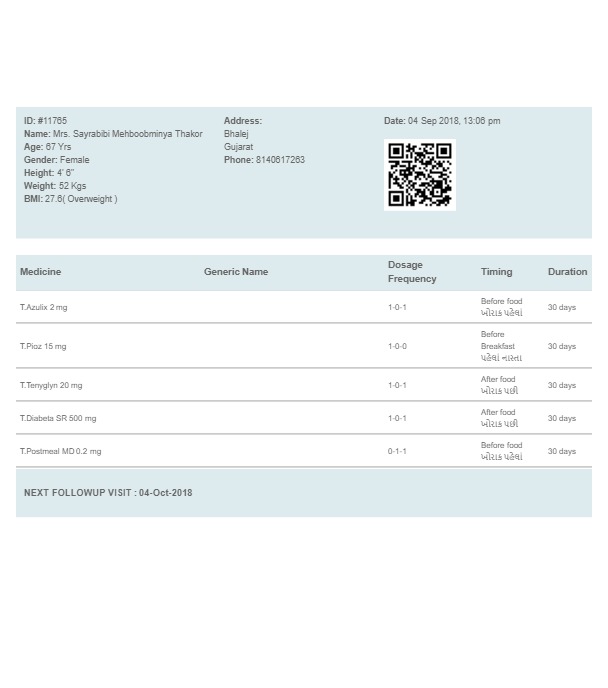 ID: #11765
Name: Mrs. Sayrabibi Mehboobminya Thakor
Age: 67 Yrs
Gender: Female
Height: 4' 6"
Weight: 52 Kgs
BMI: 27.6( Overweight )
Address:
Bhalej
Gujarat
Phone: 8140617263
Date: 04 Sep 2018, 13:06 pm
Medicine Generic Name Dosage Frequency Timing Duration
T.Azulix 2 mg 1-0-1 Before food ખોરાક પહેલાં 30 days
T.Pioz 15 mg 1-0-0 Before Breakfast પહેલાં નાસ્તા 30 days
T.Tenyglyn 20 mg 1-0-1 After food ખોરાક પછી 30 days
T.Diabeta SR 500 mg 1-0-1 After food ખોરાક પછી 30 days
T.Postmeal MD 0.2 mg 0-1-1 Before food ખોરાક પહેલાં 30 days
NEXT FOLLOWUP VISIT : 04-Oct-2018